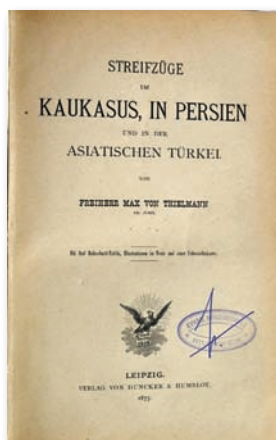 STREIFZÜGE
IM
KAUKASUS, IN PERSIEN
UND IN DER
ASIATISCHEN TÜRKEI.
VON
FREIHERR MAX VON THIELMANN
LEIPZIG.
VERLAG VON DUNCKER & HUMBLOT.
1875.